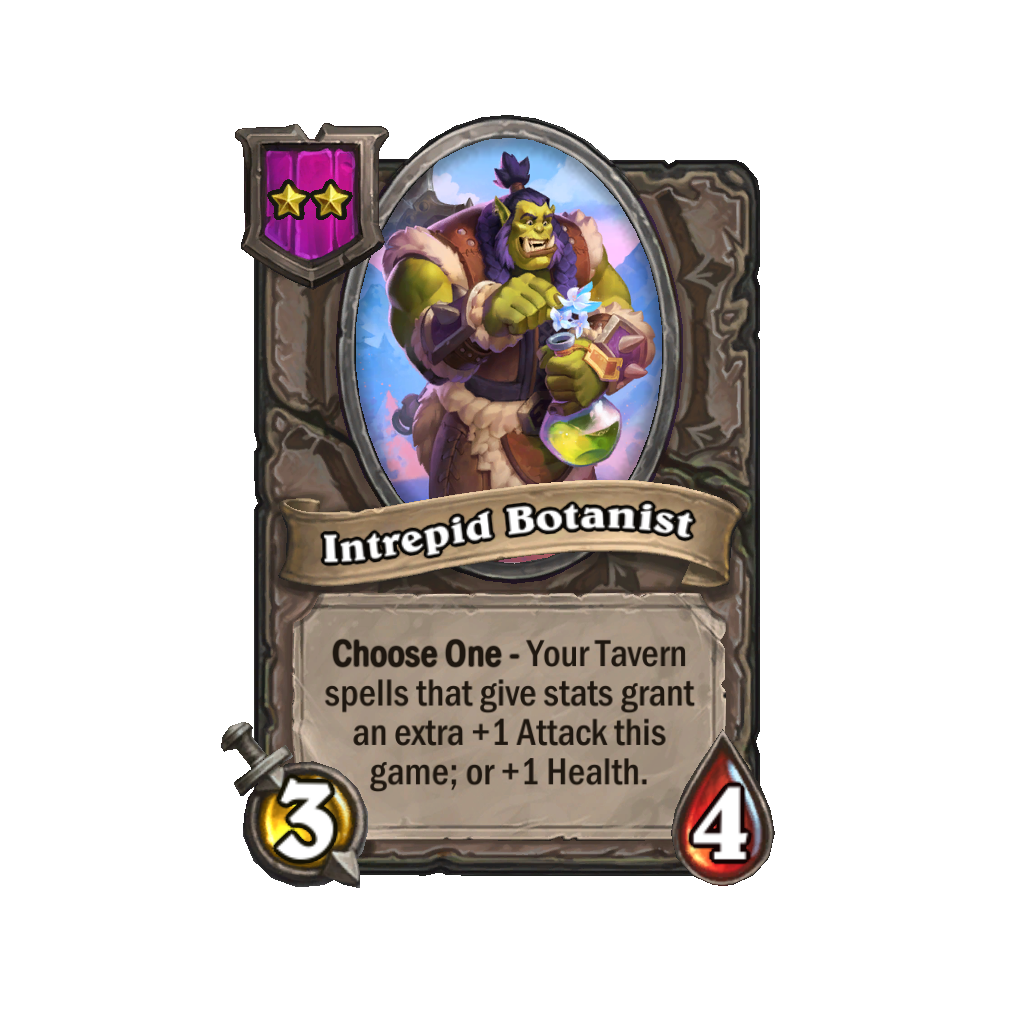 Intrepid Botanist
Choose One - Your Tavern
spells that give stats grant
an extra +1 Attack this
game; or +1 Health.
3
4